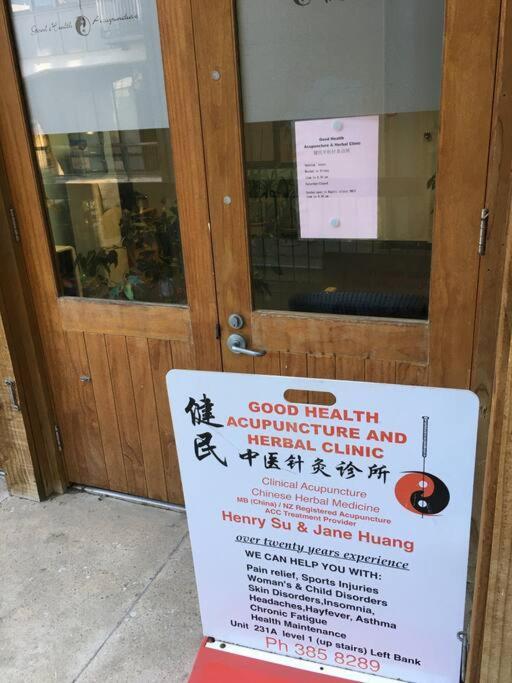 Good Health Acupuncture
Good Health
Acupuncture & Herbal Clinic
GOOD HEALTH
ACUPUNCTURE AND
HERBAL CLINIC
健民
中医针灸诊所
Clinical Acupuncture
Chinese Herbal Medicine
MB (China) / NZ Registered Acupuncture
ACC Treatment Provider
Henry Su & Jane Huang
over twenty years experience
WE CAN HELP YOU WITH:
Pain relief, Sports Injuries
Woman's & Child Disorders
Skin Disorders,Insomnia,
Headaches,Hayfever, Asthma
Chronic Fatigue
Health Maintenance
Unit 231A level 1 (up stairs) Left Bank
Ph 385 8289